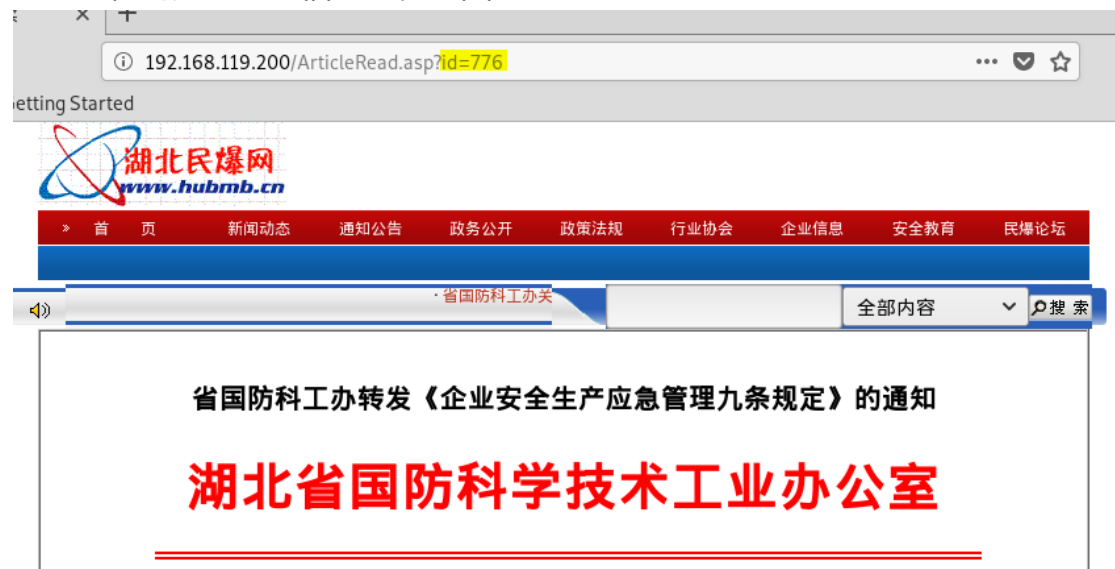 192.168.119.200/ArticleRead.asp?id=776
etting Started
湖北民爆网
www.hubmb.cn
» 首 页 新闻动态 通知公告 政务公开 政策法规 行业协会 企业信息 安全教育 民爆论坛
·省国防科工办关
全部内容 搜 索
省国防科工办转发《企业安全生产应急管理九条规定》的通知
湖北省国防科学技术工业办公室